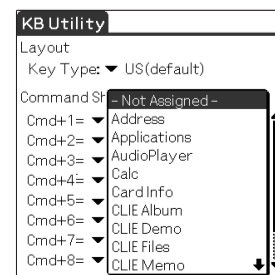 KB Utility
Layout
Key Type: US(default)
Command
- Not Assigned -
Cmd+1= Address
Cmd+2= Applications
Cmd+3= AudioPlayer
Cmd+4= Calc
Cmd+5= Card Info
Cmd+6= CLIE Album
Cmd+7= CLIE Demo
Cmd+8= CLIE Files
CLIE Memo